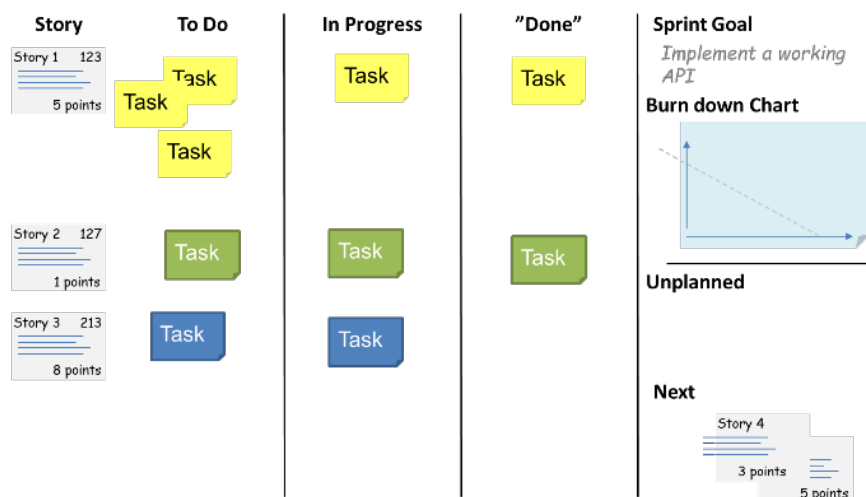 Story
To Do
In Progress
”Done”
Sprint Goal
Story 1 123
5 points
Task
Task
Task
Task
Task
Implement a working
API
Burn down Chart
Story 2 127
1 points
Task
Task
Task
Unplanned
Story 3 213
8 points
Task
Task
Next
Story 4
3 points
5 points